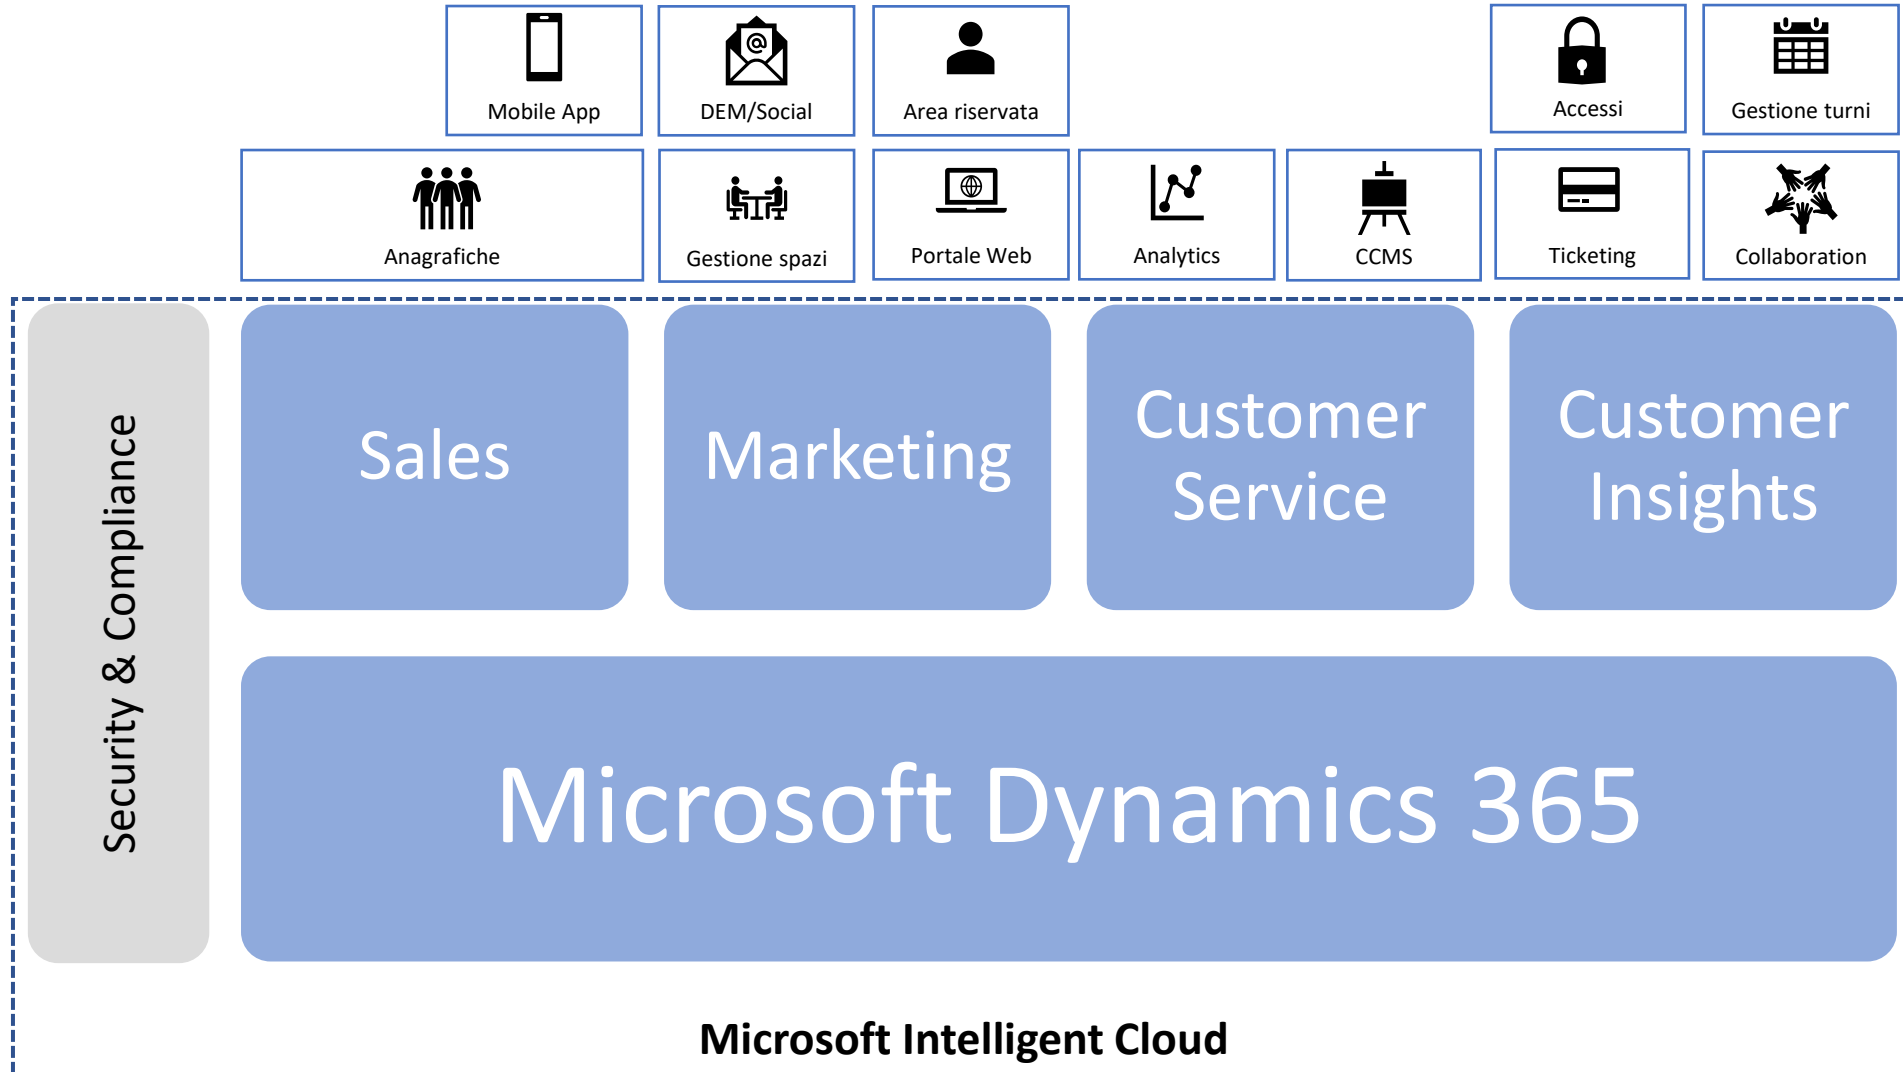 Mobile App
DEM/Social
Area riservata
Accessi
Gestione turni
Anagrafiche
Gestione spazi
Portale Web
Analytics
CCMS
Ticketing
Collaboration
Security & Compliance
Sales
Marketing
Customer
Service
Customer
Insights
Microsoft Dynamics 365
Microsoft Intelligent Cloud